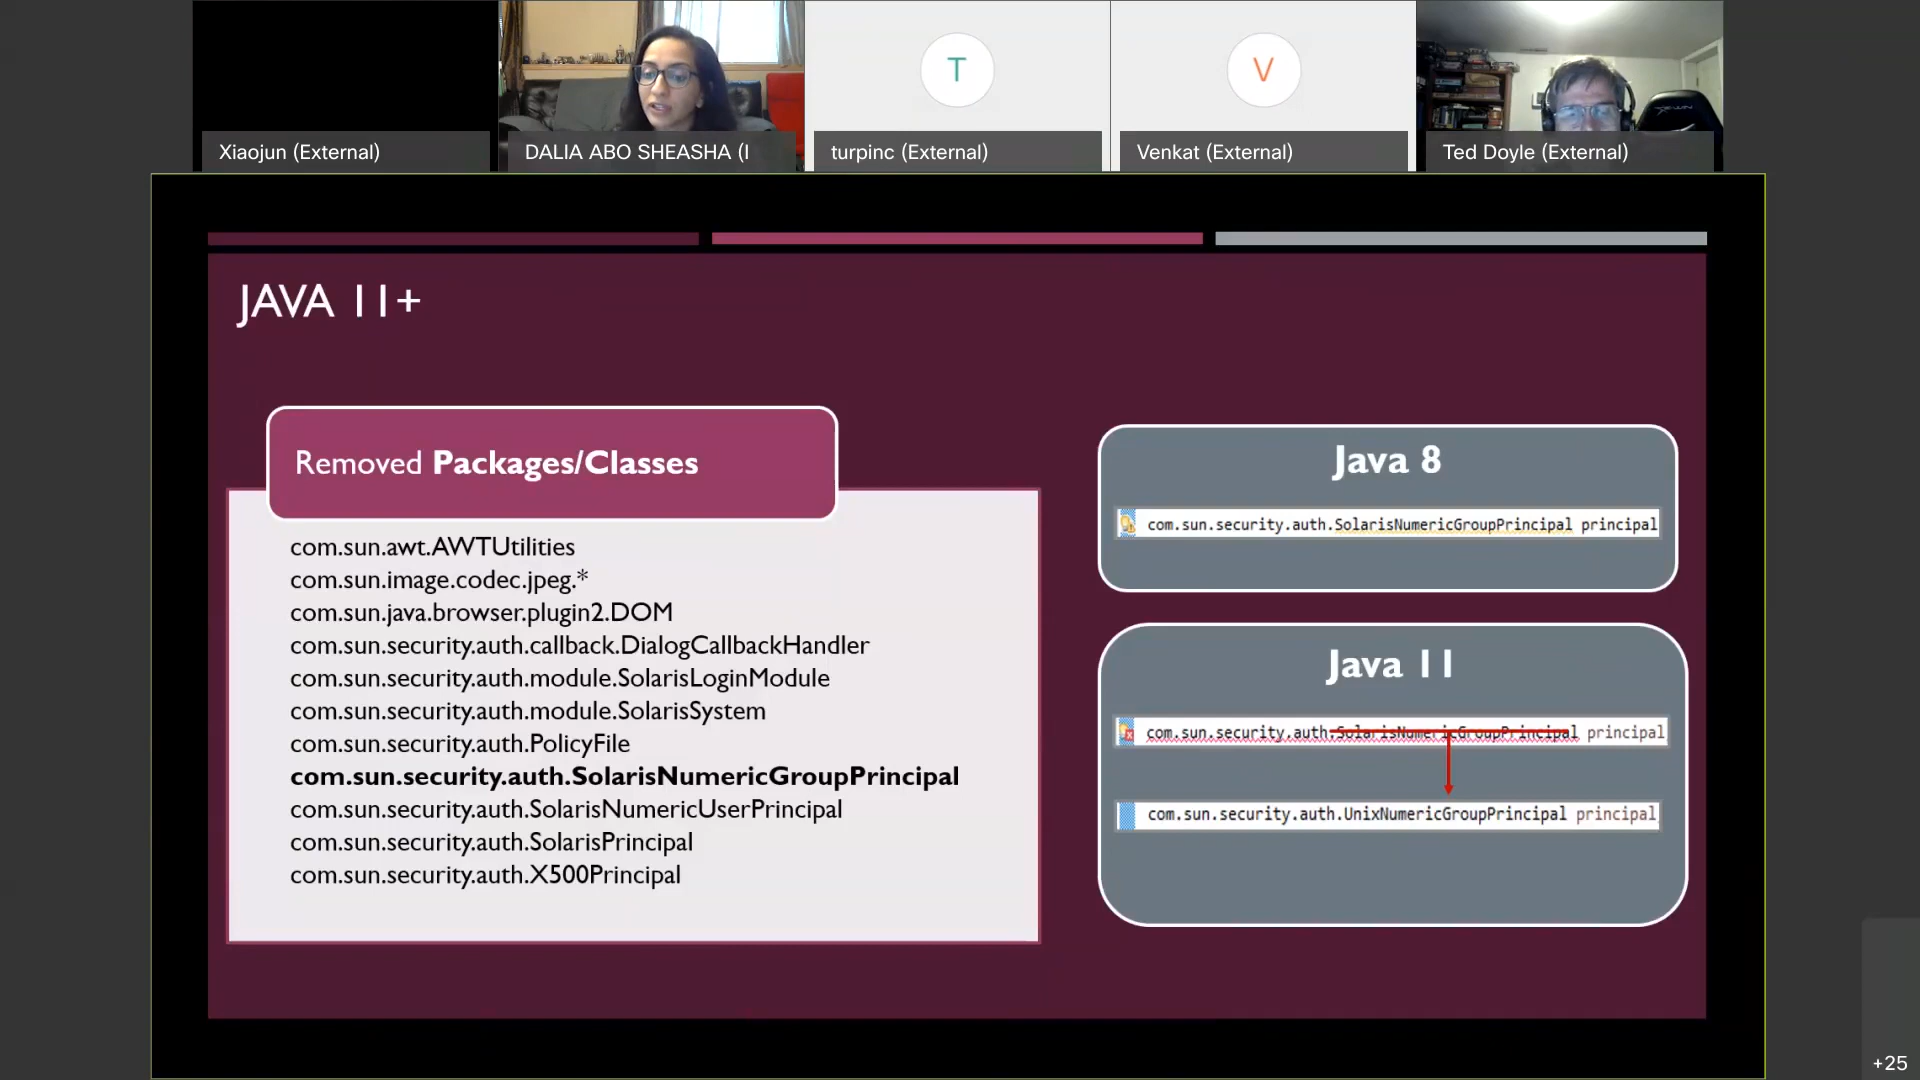 T
V
Xiaojun (External)
DALIA ABO SHEASHA (I
turpinc (External)
Venkat (External)
Ted Doyle (External)
JAVA 11+
Removed Packages/Classes
com.sun.awt.AWTUtilities
com.sun.image.codec.jpeg.*
com.sun.java.browser.plugin2.DOM
com.sun.security.auth.callback.DialogCallbackHandler
com.sun.security.auth.module.SolarisLoginModule
com.sun.security.auth.module.SolarisSystem
com.sun.security.auth.PolicyFile
com.sun.security.auth.SolarisNumericGroupPrincipal
com.sun.security.auth.SolarisNumericUserPrincipal
com.sun.security.auth.SolarisPrincipal
com.sun.security.auth.X500Principal
Java 8
com.sun.security.auth.SolarisNumericGroupPrincipal principal
Java 11
com.sun.security.auth.SolarisNumericGroupPrincipal principal
com.sun.security.auth.UnixNumericGroupPrincipal principal
+25